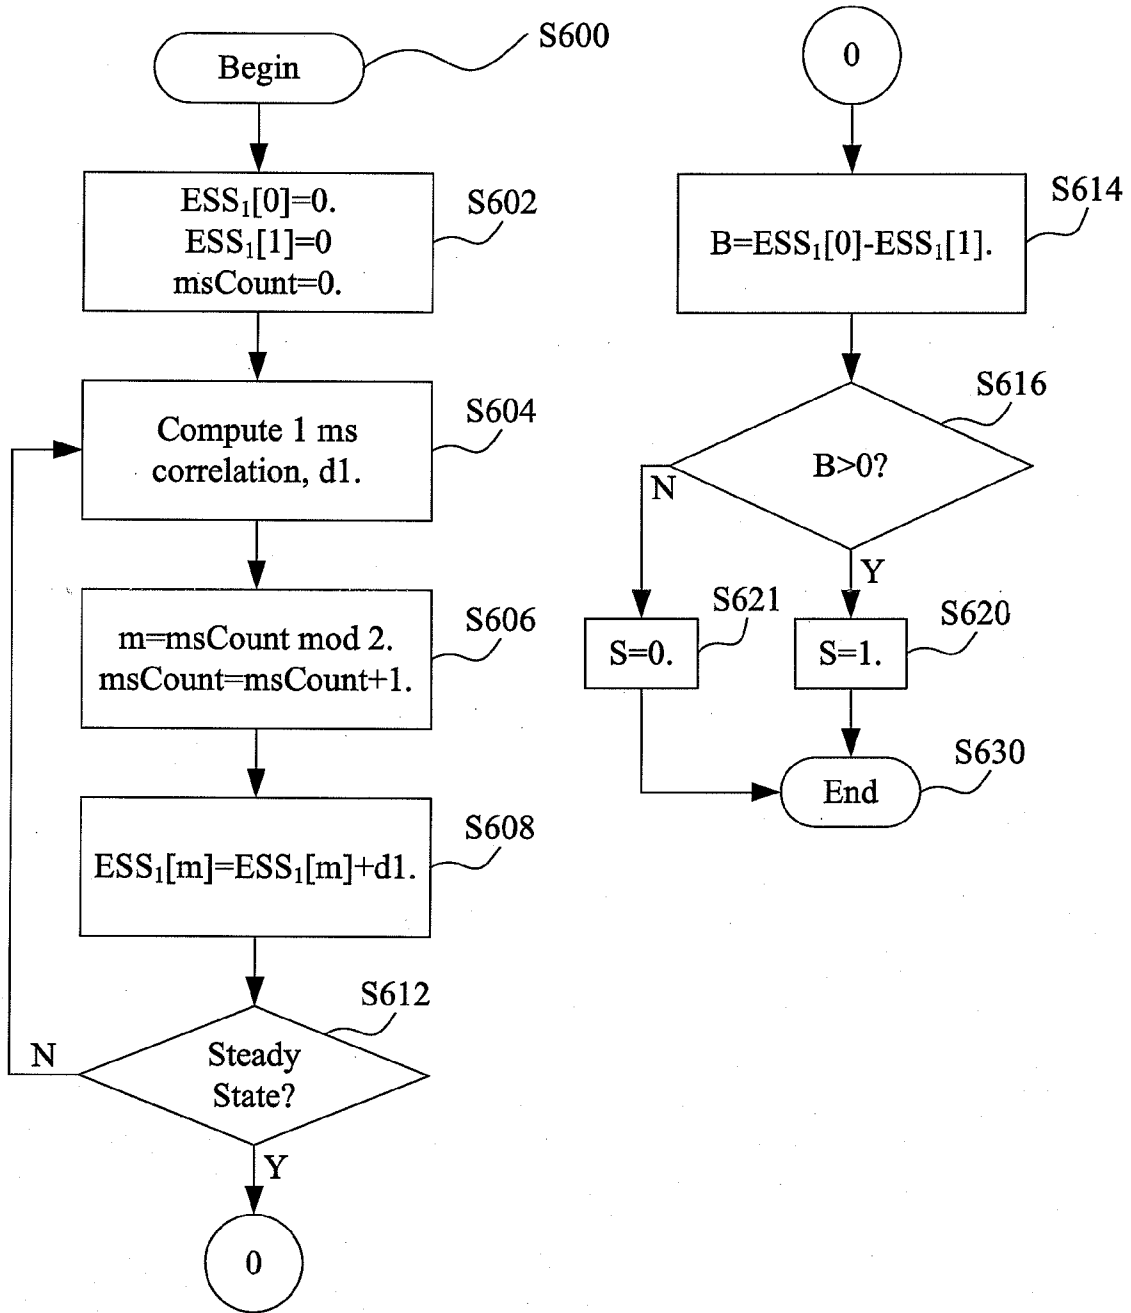 Begin
S600
ESS₁[0]=0.
ESS₁[1]=0
msCount=0.
S602
Compute 1 ms
correlation, d1.
S604
m=msCount mod 2.
msCount=msCount+1.
S606
ESS₁[m]=ESS₁[m]+d1.
S608
Steady
State?
S612
N
Y
0
0
B=ESS₁[0]-ESS₁[1].
S614
B>0?
S616
N
Y
S=0.
S621
S=1.
S620
End
S630